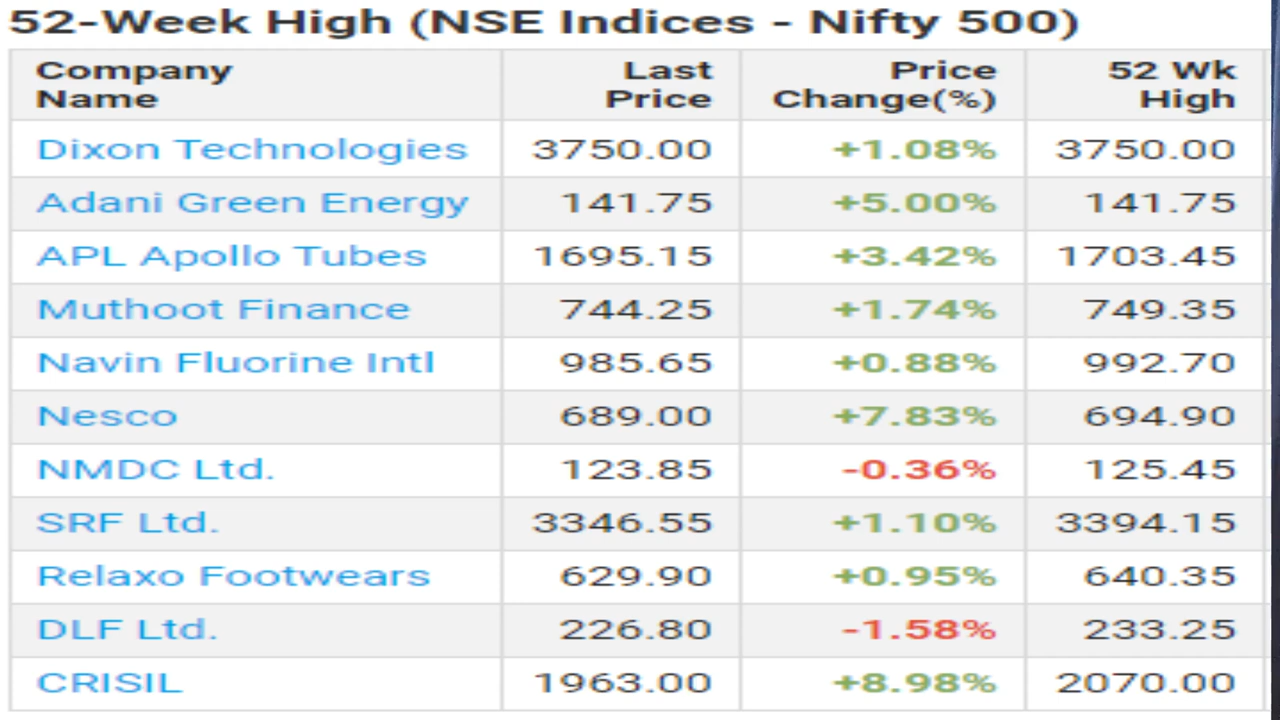 52-Week High (NSE Indices - Nifty 500)
Company Name Last Price Price Change(%) 52 Wk High
Dixon Technologies 3750.00 +1.08% 3750.00
Adani Green Energy 141.75 +5.00% 141.75
APL Apollo Tubes 1695.15 +3.42% 1703.45
Muthoot Finance 744.25 +1.74% 749.35
Navin Fluorine Intl 985.65 +0.88% 992.70
Nesco 689.00 +7.83% 694.90
NMDC Ltd. 123.85 -0.36% 125.45
SRF Ltd. 3346.55 +1.10% 3394.15
Relaxo Footwears 629.90 +0.95% 640.35
DLF Ltd. 226.80 -1.58% 233.25
CRISIL 1963.00 +8.98% 2070.00